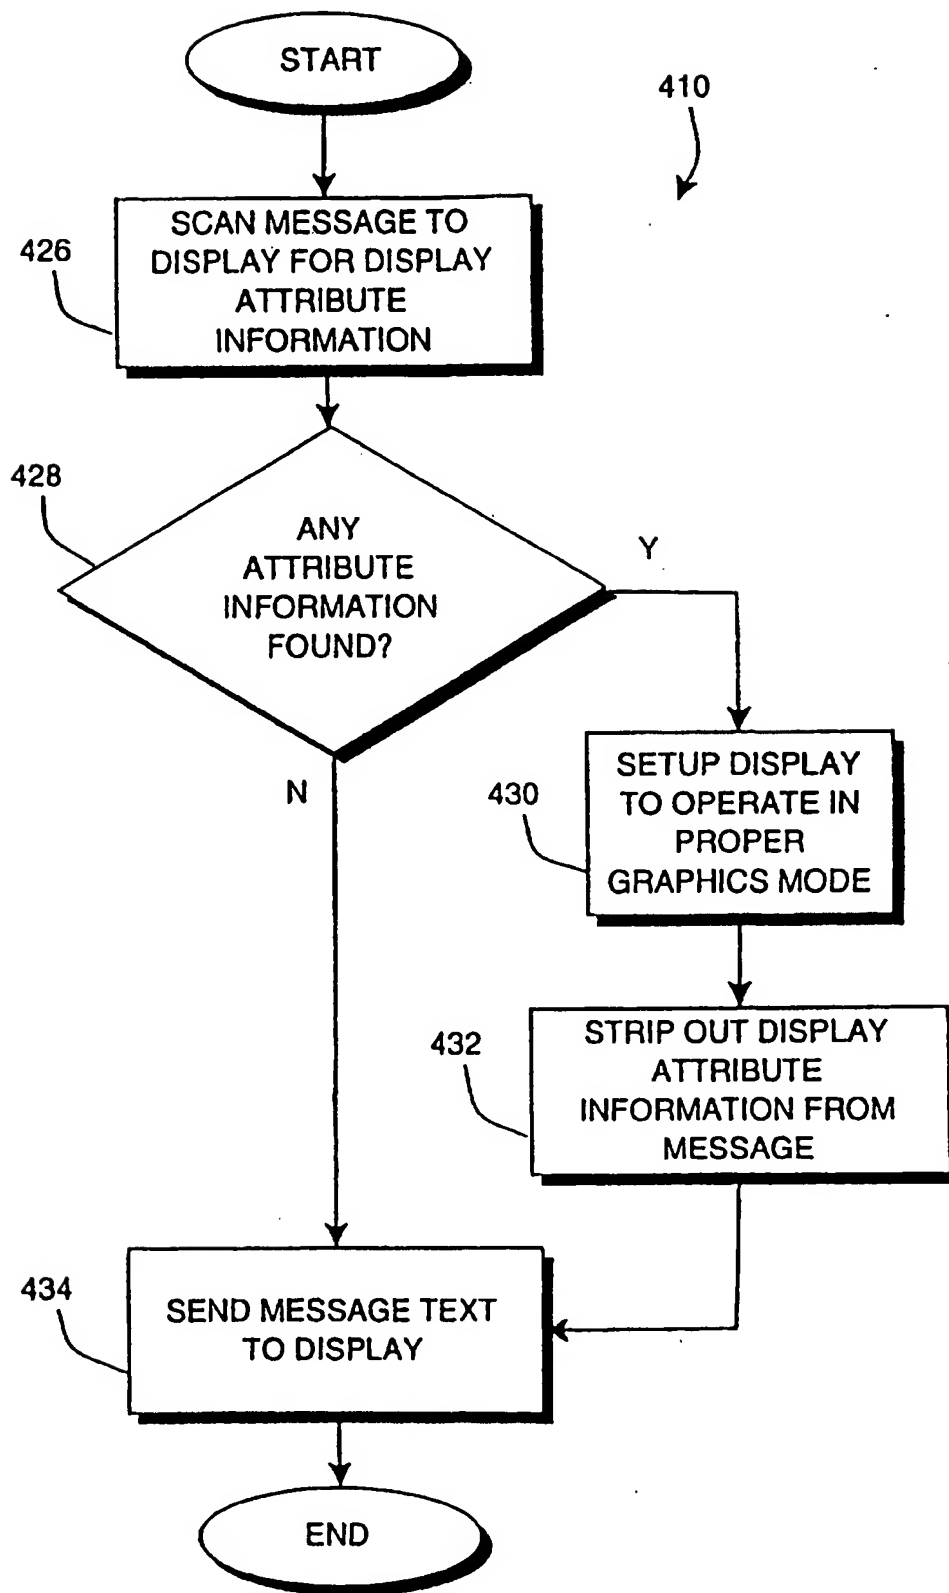 START
410
426
SCAN MESSAGE TO
DISPLAY FOR DISPLAY
ATTRIBUTE
INFORMATION
428
ANY
ATTRIBUTE
INFORMATION
FOUND?
Y
N
430
SETUP DISPLAY
TO OPERATE IN
PROPER
GRAPHICS MODE
432
STRIP OUT DISPLAY
ATTRIBUTE
INFORMATION FROM
MESSAGE
434
SEND MESSAGE TEXT
TO DISPLAY
END